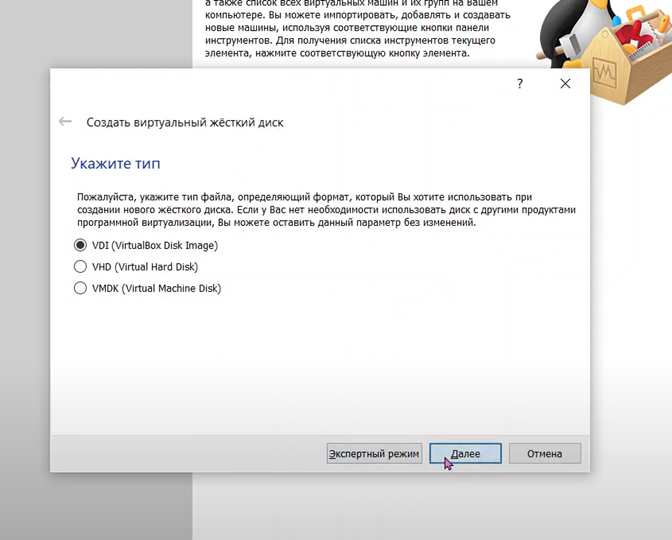 а также список всех виртуальных машин и их групп на Вашем
компьютере. Вы можете импортировать, добавлять и создавать
новые машины, используя соответствующие кнопки панели
инструментов. Для получения списка инструментов текущего
элемента, нажмите соответствующую кнопку элемента.
?
Создать виртуальный жёсткий диск
Укажите тип
Пожалуйста, укажите тип файла, определяющий формат, который Вы хотите использовать при
создании нового жёсткого диска. Если у Вас нет необходимости использовать диск с другими продуктами
программной виртуализации, Вы можете оставить данный параметр без изменений.
VDI (VirtualBox Disk Image)
VHD (Virtual Hard Disk)
VMDK (Virtual Machine Disk)
Экспертный режим
Далее
Отмена